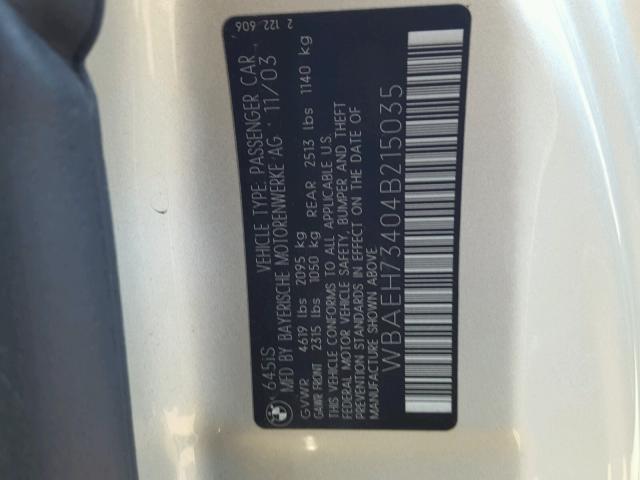 2 122 606
645iS VEHICLE TYPE: PASSENGER CAR
MFD BY BAYERISCHE MOTORENWERKE AG 11/03
GVWR 4619 lbs 2095 kg
GAWR FRONT 2315 lbs 1050 kg REAR 2513 lbs 1140 kg
THIS VEHICLE CONFORMS TO ALL APPLICABLE U.S.
FEDERAL MOTOR VEHICLE SAFETY, BUMPER AND THEFT
PREVENTION STANDARDS IN EFFECT ON THE DATE OF
MANUFACTURE SHOWN ABOVE
WBAEH73404B215035